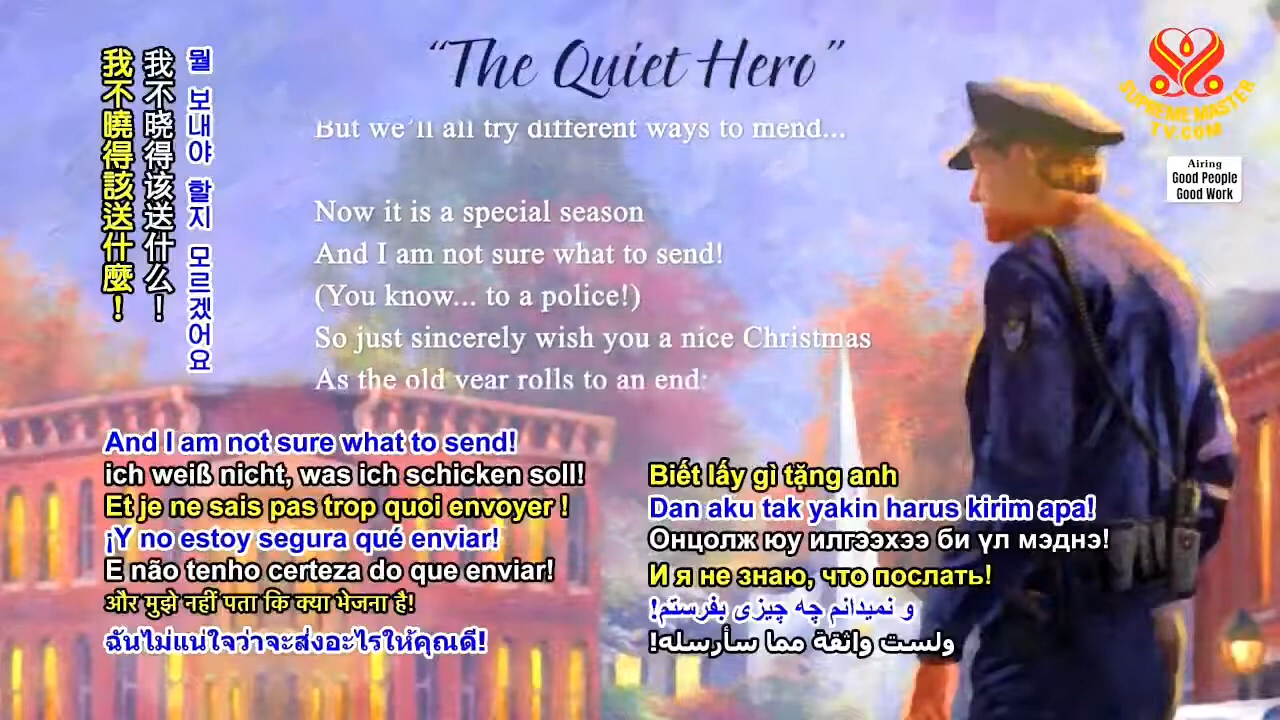 “The Quiet Hero”
But we’ll all try different ways to mend...
Now it is a special season
And I am not sure what to send!
(You know... to a police!)
So just sincerely wish you a nice Christmas
As the old year rolls to an end:
SUPREME MASTER
TV.COM
Airing
Good People
Good Work
我不曉得該送什麼！
我不晓得该送什么！
뭘 보내야 할지 모르겠어요
And I am not sure what to send!
ich weiß nicht, was ich schicken soll!
Et je ne sais pas trop quoi envoyer !
¡Y no estoy segura qué enviar!
E não tenho certeza do que enviar!
और मुझे नहीं पता कि क्या भेजना है!
ฉันไม่แน่ใจว่าจะส่งอะไรให้คุณดี!
Biết lấy gì tặng anh
Dan aku tak yakin harus kirim apa!
Онцолж юу илгээхээ би үл мэднэ!
И я не знаю, что послать!
و نمیدانم چه چیزی بفرستم!
ولست واثقة مما سأرسله!